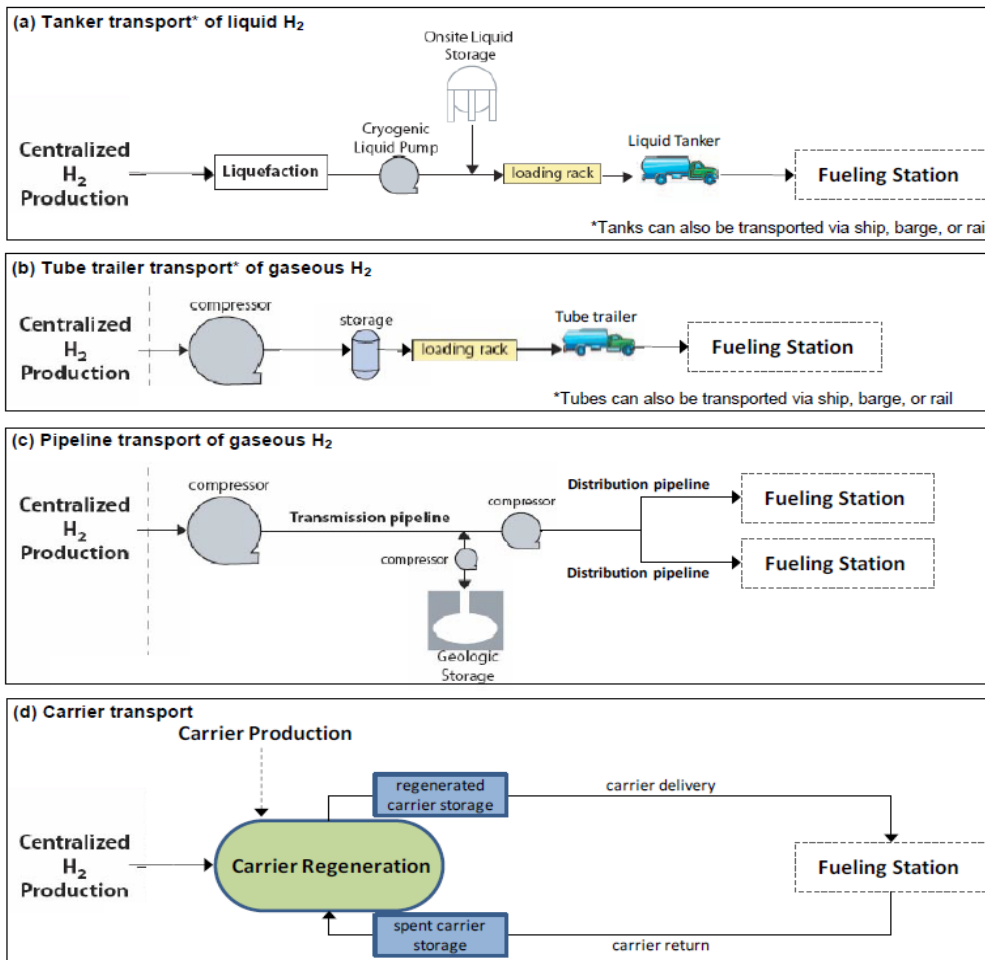 (a) Tanker transport* of liquid H₂
Onsite Liquid
Storage
Cryogenic
Liquid Pump
Centralized
H₂
Production
Liquefaction
loading rack
Liquid Tanker
Fueling Station
*Tanks can also be transported via ship, barge, or rail
(b) Tube trailer transport* of gaseous H₂
compressor
Centralized
H₂
Production
storage
loading rack
Tube trailer
Fueling Station
*Tubes can also be transported via ship, barge, or rail
(c) Pipeline transport of gaseous H₂
compressor
Centralized
H₂
Production
Transmission pipeline
compressor
compressor
Geologic
Storage
Distribution pipeline
Fueling Station
Distribution pipeline
Fueling Station
(d) Carrier transport
Carrier Production
regenerated
carrier storage
carrier delivery
Centralized
H₂
Production
Carrier Regeneration
Fueling Station
spent carrier
storage
carrier return